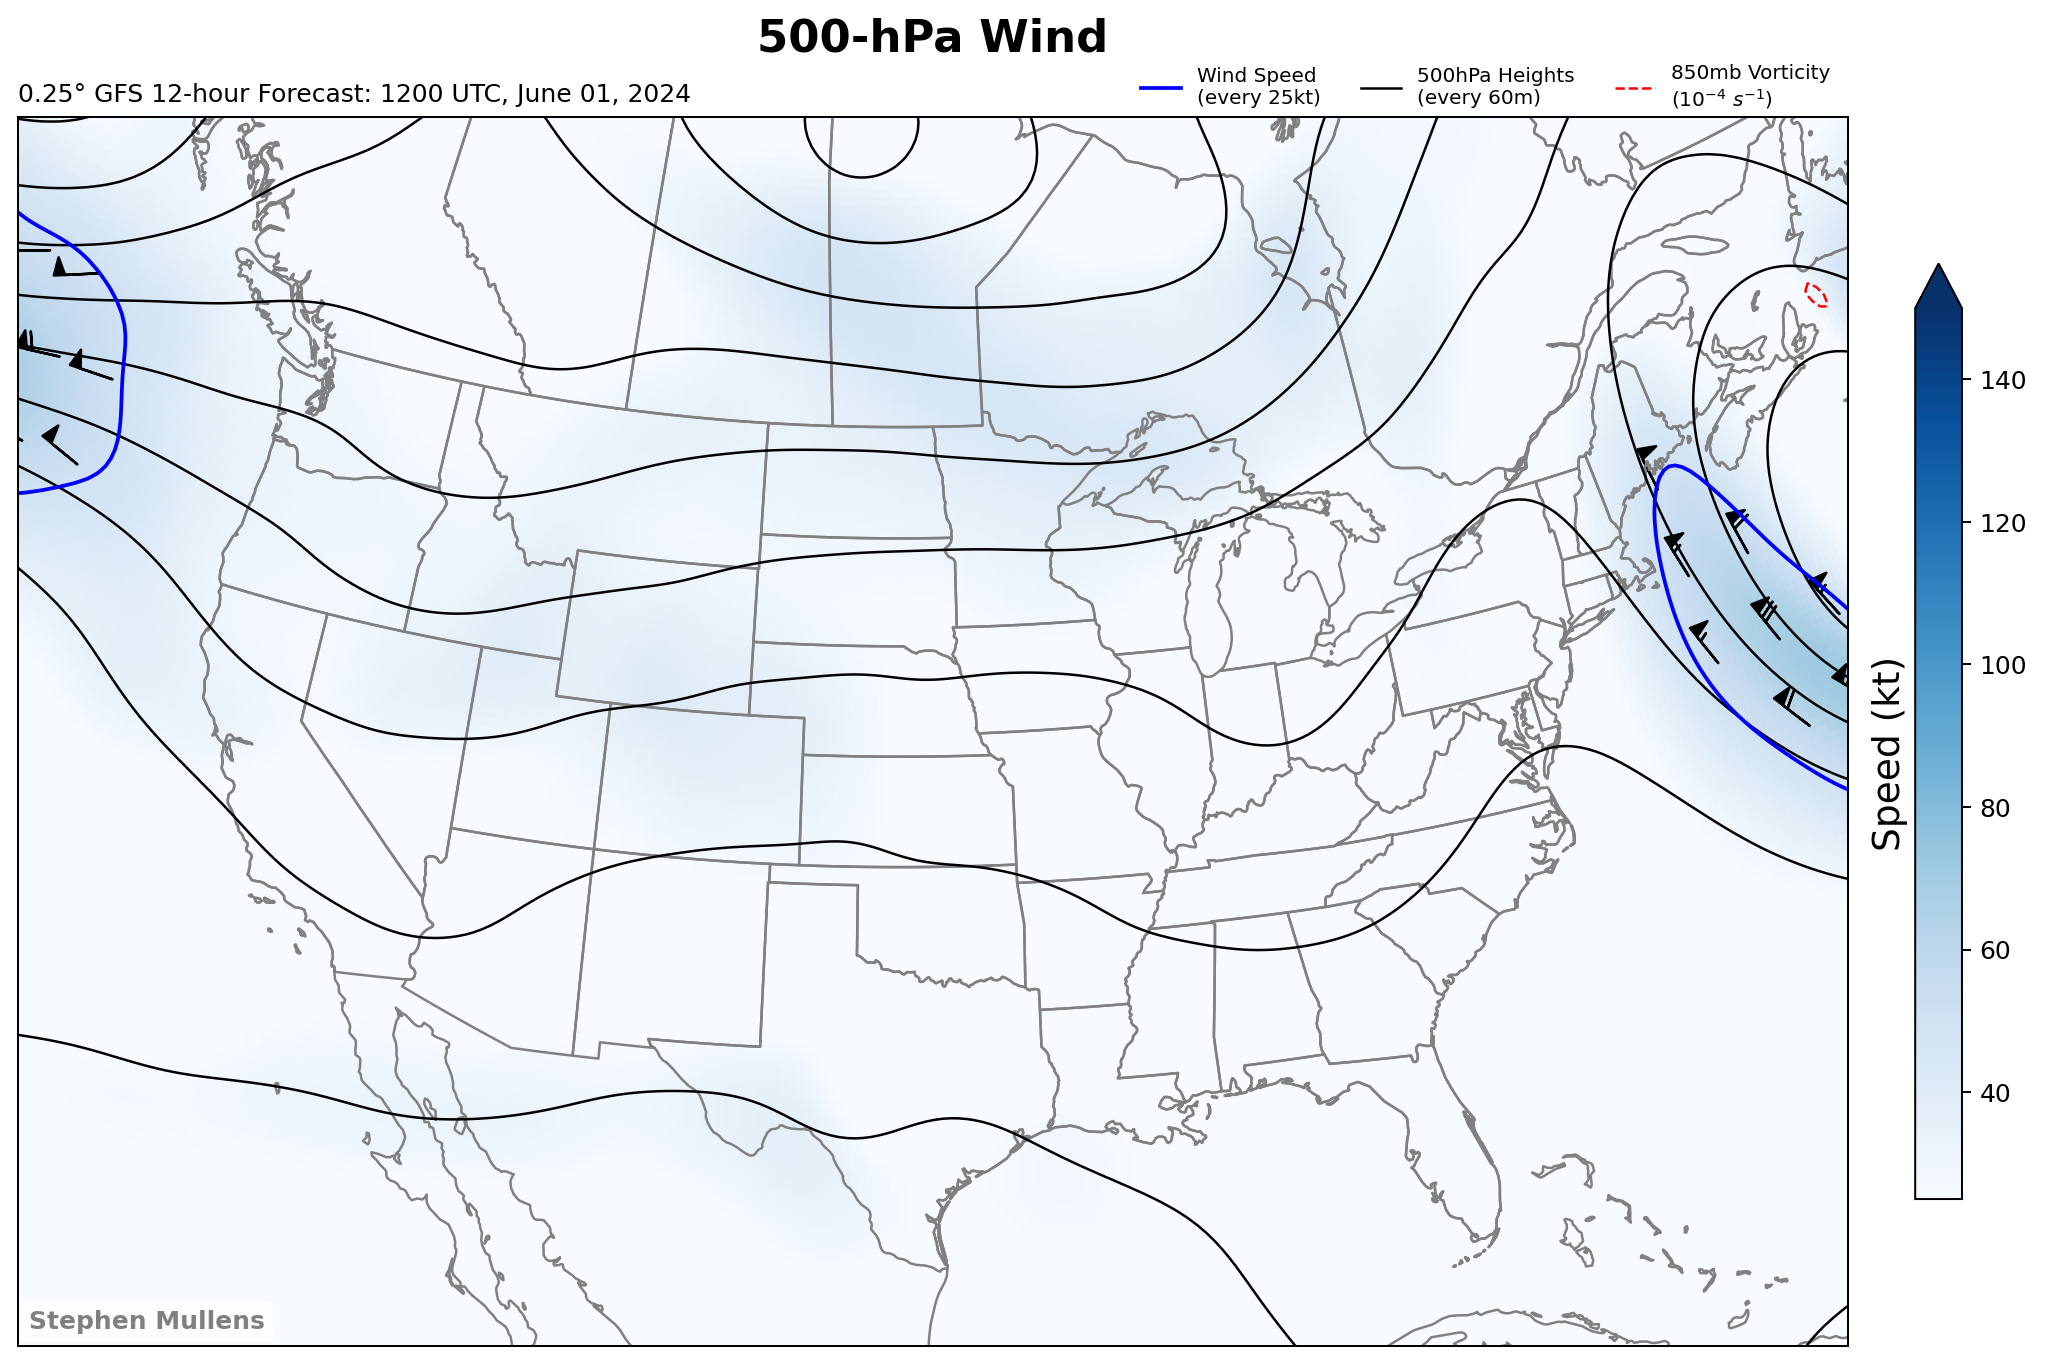 500-hPa Wind
0.25° GFS 12-hour Forecast: 1200 UTC, June 01, 2024
Wind Speed
(every 25kt)
500hPa Heights
(every 60m)
850mb Vorticity
(10⁻⁴ s⁻¹)
140
120
100
80
60
40
Speed (kt)
Stephen Mullens